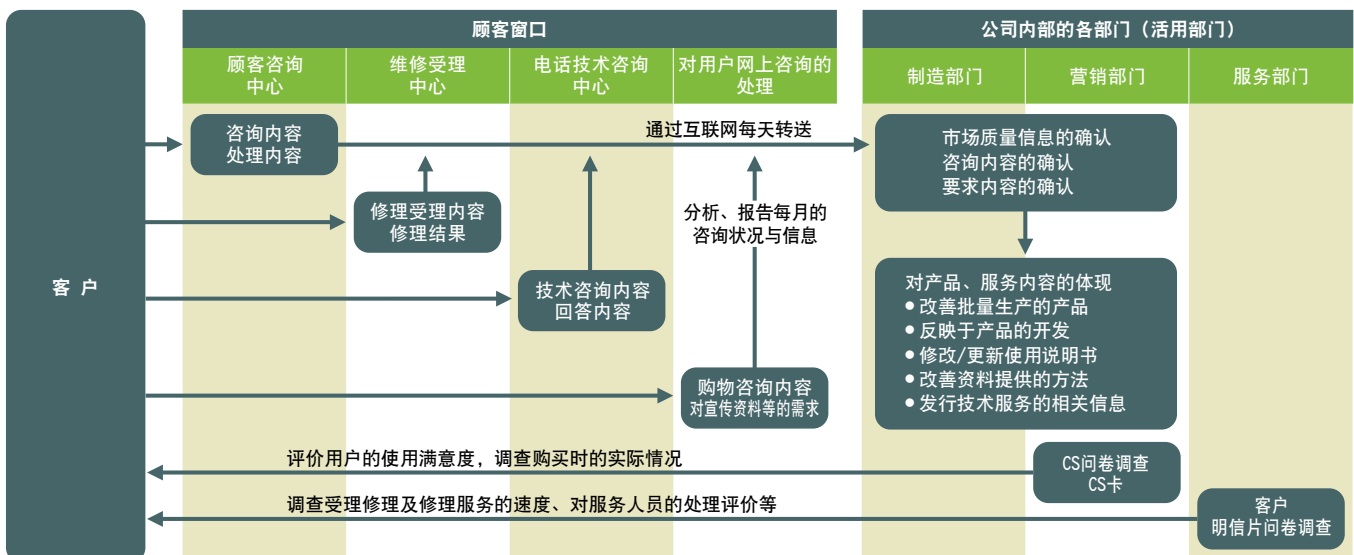 顾客窗口
公司内部的各部门（活用部门）
顾客咨询
中心
维修受理
中心
电话技术咨询
中心
对用户网上咨询的
处理
制造部门
营销部门
服务部门
客 户
咨询内容
处理内容
通过互联网每天转送
市场质量信息的确认
咨询内容的确认
要求内容的确认
修理受理内容
修理结果
分析、报告每月的
咨询状况与信息
技术咨询内容
回答内容
对产品、服务内容的体现
●改善批量生产的产品
●反映于产品的开发
●修改/更新使用说明书
●改善资料提供的方法
●发行技术服务的相关信息
购物咨询内容
对宣传资料等的需求
评价用户的使用满意度，调查购买时的实际情况
CS问卷调查
CS卡
调查受理修理及修理服务的速度、对服务人员的处理评价等
客户
明信片问卷调查